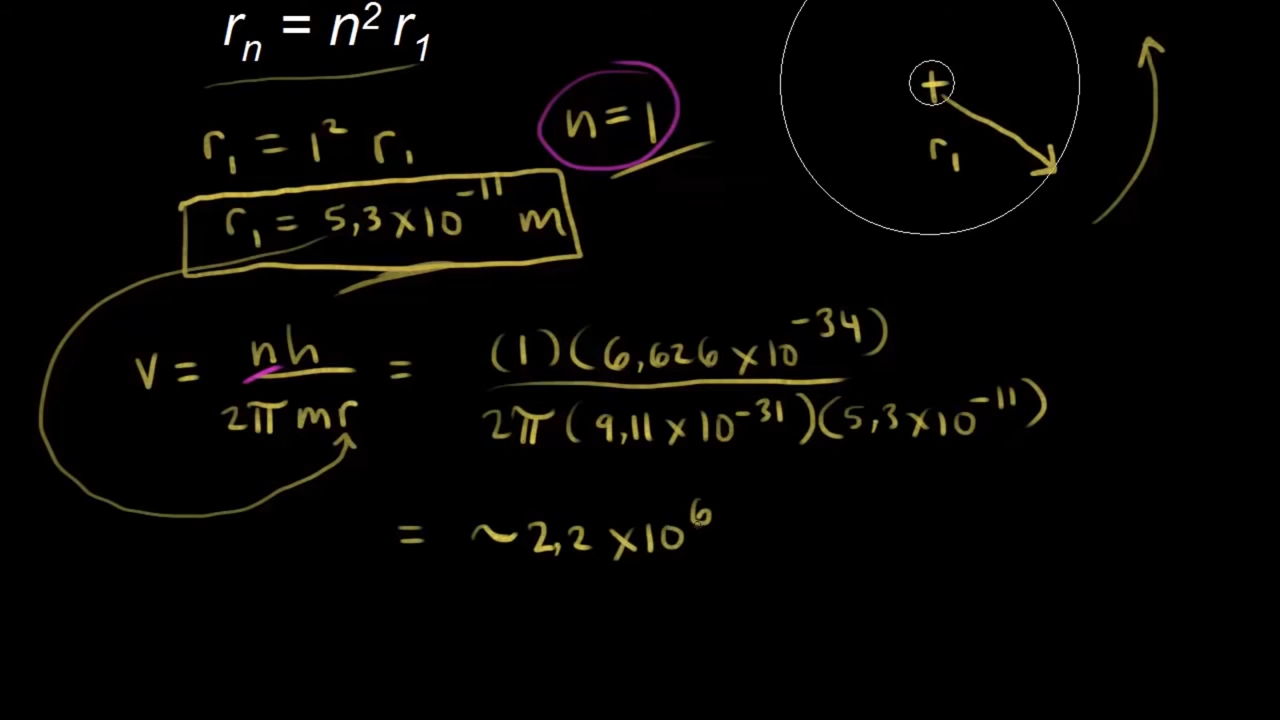 rₙ = n² r₁
n = 1
+
r₁
r₁ = 1² r₁
r₁ = 5,3 × 10⁻¹¹ m
v = nh / 2π m r = (1)(6,626 × 10⁻³⁴) / 2π (9,11 × 10⁻³¹)(5,3 × 10⁻¹¹)
= ~ 2,2 × 10⁶